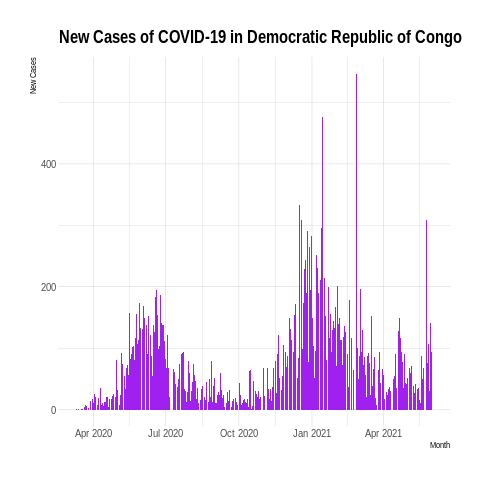 New Cases of COVID-19 in Democratic Republic of Congo
New Cases
400
200
0
Apr 2020 Jul 2020 Oct 2020 Jan 2021 Apr 2021
Month